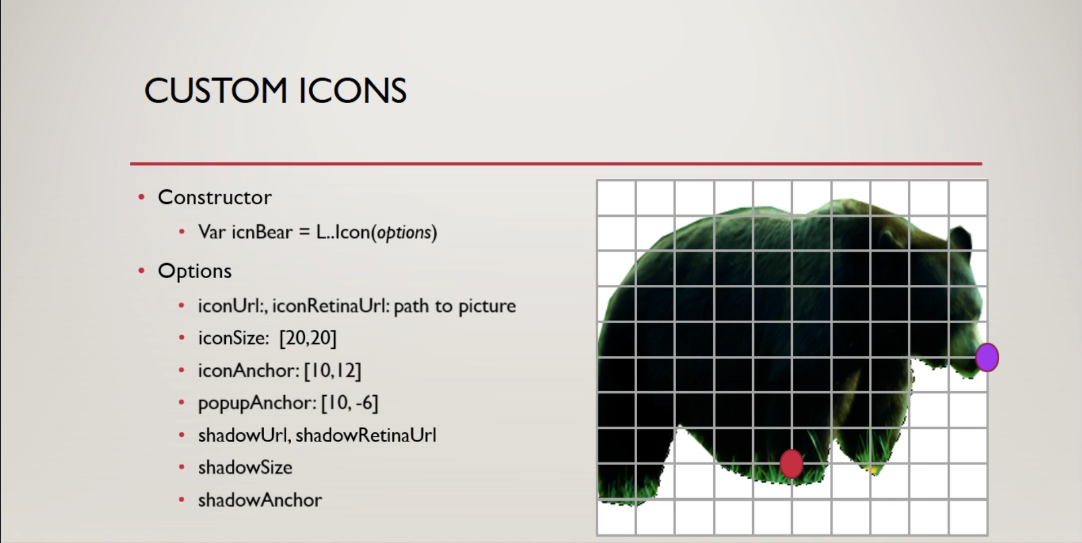 CUSTOM ICONS
Constructor
Var icnBear = L..Icon(options)
Options
iconUrl:, iconRetinaUrl: path to picture
iconSize: [20,20]
iconAnchor: [10,12]
popupAnchor: [10, -6]
shadowUrl, shadowRetinaUrl
shadowSize
shadowAnchor